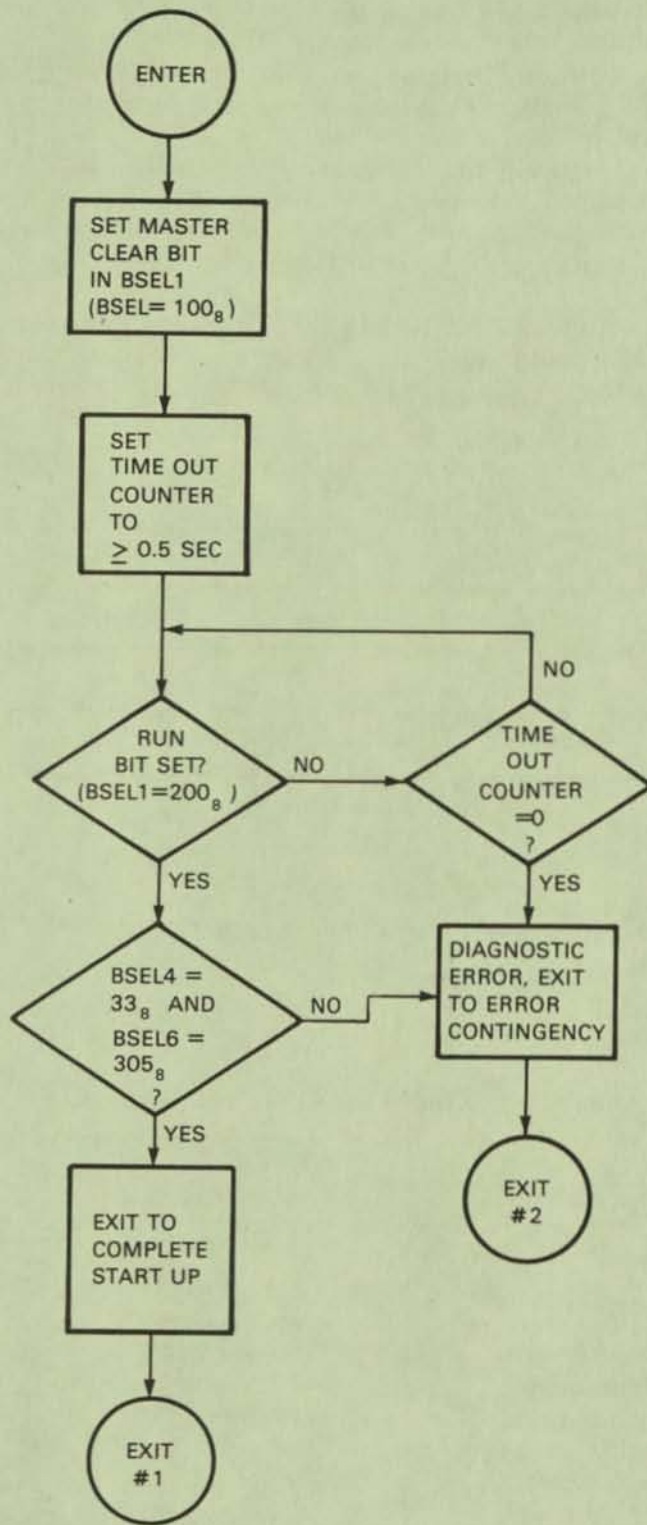 ENTER
SET MASTER
CLEAR BIT
IN BSEL1
(BSEL= 100₈)
SET
TIME OUT
COUNTER
TO
≥ 0.5 SEC
RUN
BIT SET?
(BSEL1=200₈)
NO
YES
TIME
OUT
COUNTER
=0
?
NO
YES
BSEL4 =
33₈ AND
BSEL6 =
305₈
?
NO
YES
DIAGNOSTIC
ERROR, EXIT
TO ERROR
CONTINGENCY
EXIT
#2
EXIT TO
COMPLETE
START UP
EXIT
#1